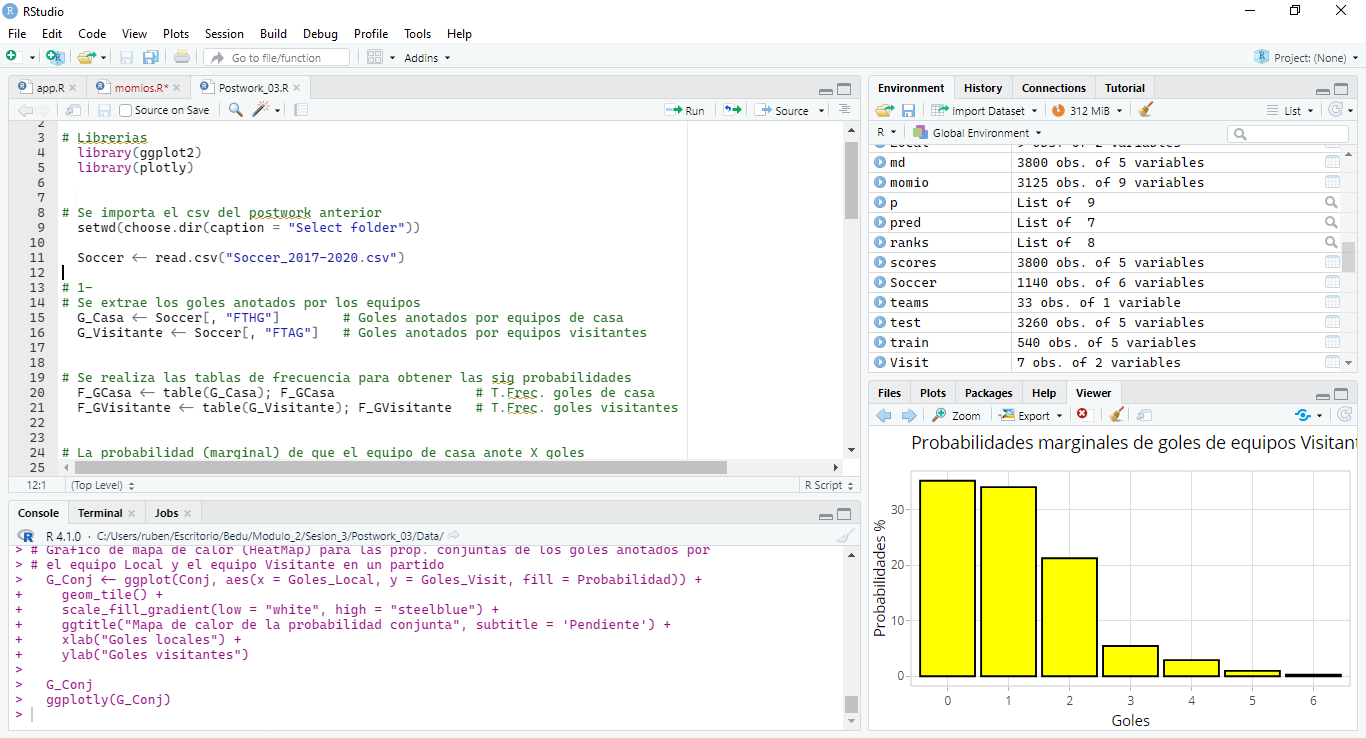 RStudio
File Edit Code View Plots Session Build Debug Profile Tools Help
Go to file/function Addins Project: (None)
app.R momios.R* Postwork_03.R
Source on Save Run Source
2
3 # Librerias
4 library(ggplot2)
5 library(plotly)
6
7
8 # Se importa el csv del postwork anterior
9 setwd(choose.dir(caption = "Select folder"))
10
11 Soccer <- read.csv("Soccer_2017-2020.csv")
12
13 # 1-
14 # Se extrae los goles anotados por los equipos
15 G_Casa <- Soccer[, "FTHG"] # Goles anotados por equipos de casa
16 G_Visitante <- Soccer[, "FTAG"] # Goles anotados por equipos visitantes
17
18
19 # Se realiza las tablas de frecuencia para obtener las sig probabilidades
20 F_GCasa <- table(G_Casa); F_GCasa # T.Frec. goles de casa
21 F_GVisitante <- table(G_Visitante); F_GVisitante # T.Frec. goles visitantes
22
23
24 # La probabilidad (marginal) de que el equipo de casa anote X goles
25
12:1 (Top Level) R Script
Console Terminal Jobs
R 4.1.0 · C:/Users/ruben/Escritorio/Bedu/Modulo_2/Sesion_3/Postwork_03/Data/
> # Grafico de mapa de calor (HeatMap) para las prop. conjuntas de los goles anotados por
> # el equipo Local y el equipo Visitante en un partido
> G_Conj <- ggplot(Conj, aes(x = Goles_Local, y = Goles_Visit, fill = Probabilidad)) +
+ geom_tile() +
+ scale_fill_gradient(low = "white", high = "steelblue") +
+ ggtitle("Mapa de calor de la probabilidad conjunta", subtitle = 'Pendiente') +
+ xlab("Goles locales") +
+ ylab("Goles visitantes")
>
> G_Conj
> ggplotly(G_Conj)
>
Environment History Connections Tutorial
Import Dataset 312 MiB List
R Global Environment
md 3800 obs. of 5 variables
momio 3125 obs. of 9 variables
p List of 9
pred List of 7
ranks List of 8
scores 3800 obs. of 5 variables
Soccer 1140 obs. of 6 variables
teams 33 obs. of 1 variable
test 3260 obs. of 5 variables
train 540 obs. of 5 variables
Visit 7 obs. of 2 variables
Files Plots Packages Help Viewer
Zoom Export
Probabilidades marginales de goles de equipos Visitant
Probabilidades %
30
20
10
0
0 1 2 3 4 5 6
Goles